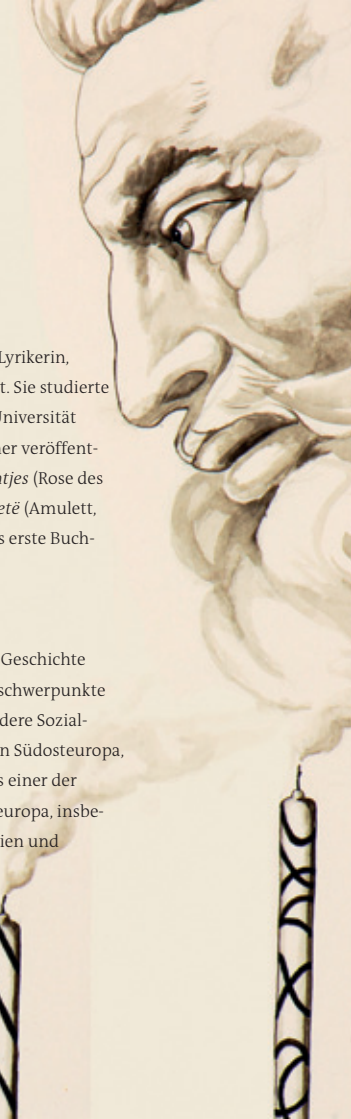 Lyrikerin,
t. Sie studierte
Universität
er veröffent-
ntjes (Rose des
etë (Amulett,
s erste Buch-
Geschichte
schwerpunkte
dere Sozial-
n Südosteuropa,
s einer der
europa, insbe-
ien und